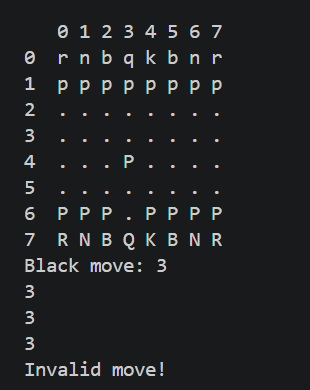 0 1 2 3 4 5 6 7
0 r n b q k b n r
1 p p p p p p p p
2 . . . . . . . .
3 . . . . . . . .
4 . . . P . . . .
5 . . . . . . . .
6 P P P . P P P P
7 R N B Q K B N R
Black move: 3
3
3
3
Invalid move!